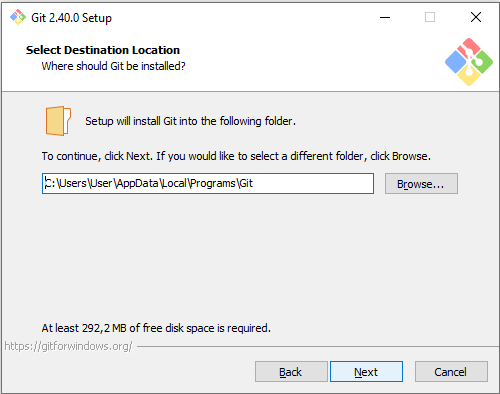 Git 2.40.0 Setup
Select Destination Location
Where should Git be installed?
Setup will install Git into the following folder.
To continue, click Next. If you would like to select a different folder, click Browse.
C:\Users\User\AppData\Local\Programs\Git
Browse...
At least 292,2 MB of free disk space is required.
https://gitforwindows.org/
Back
Next
Cancel